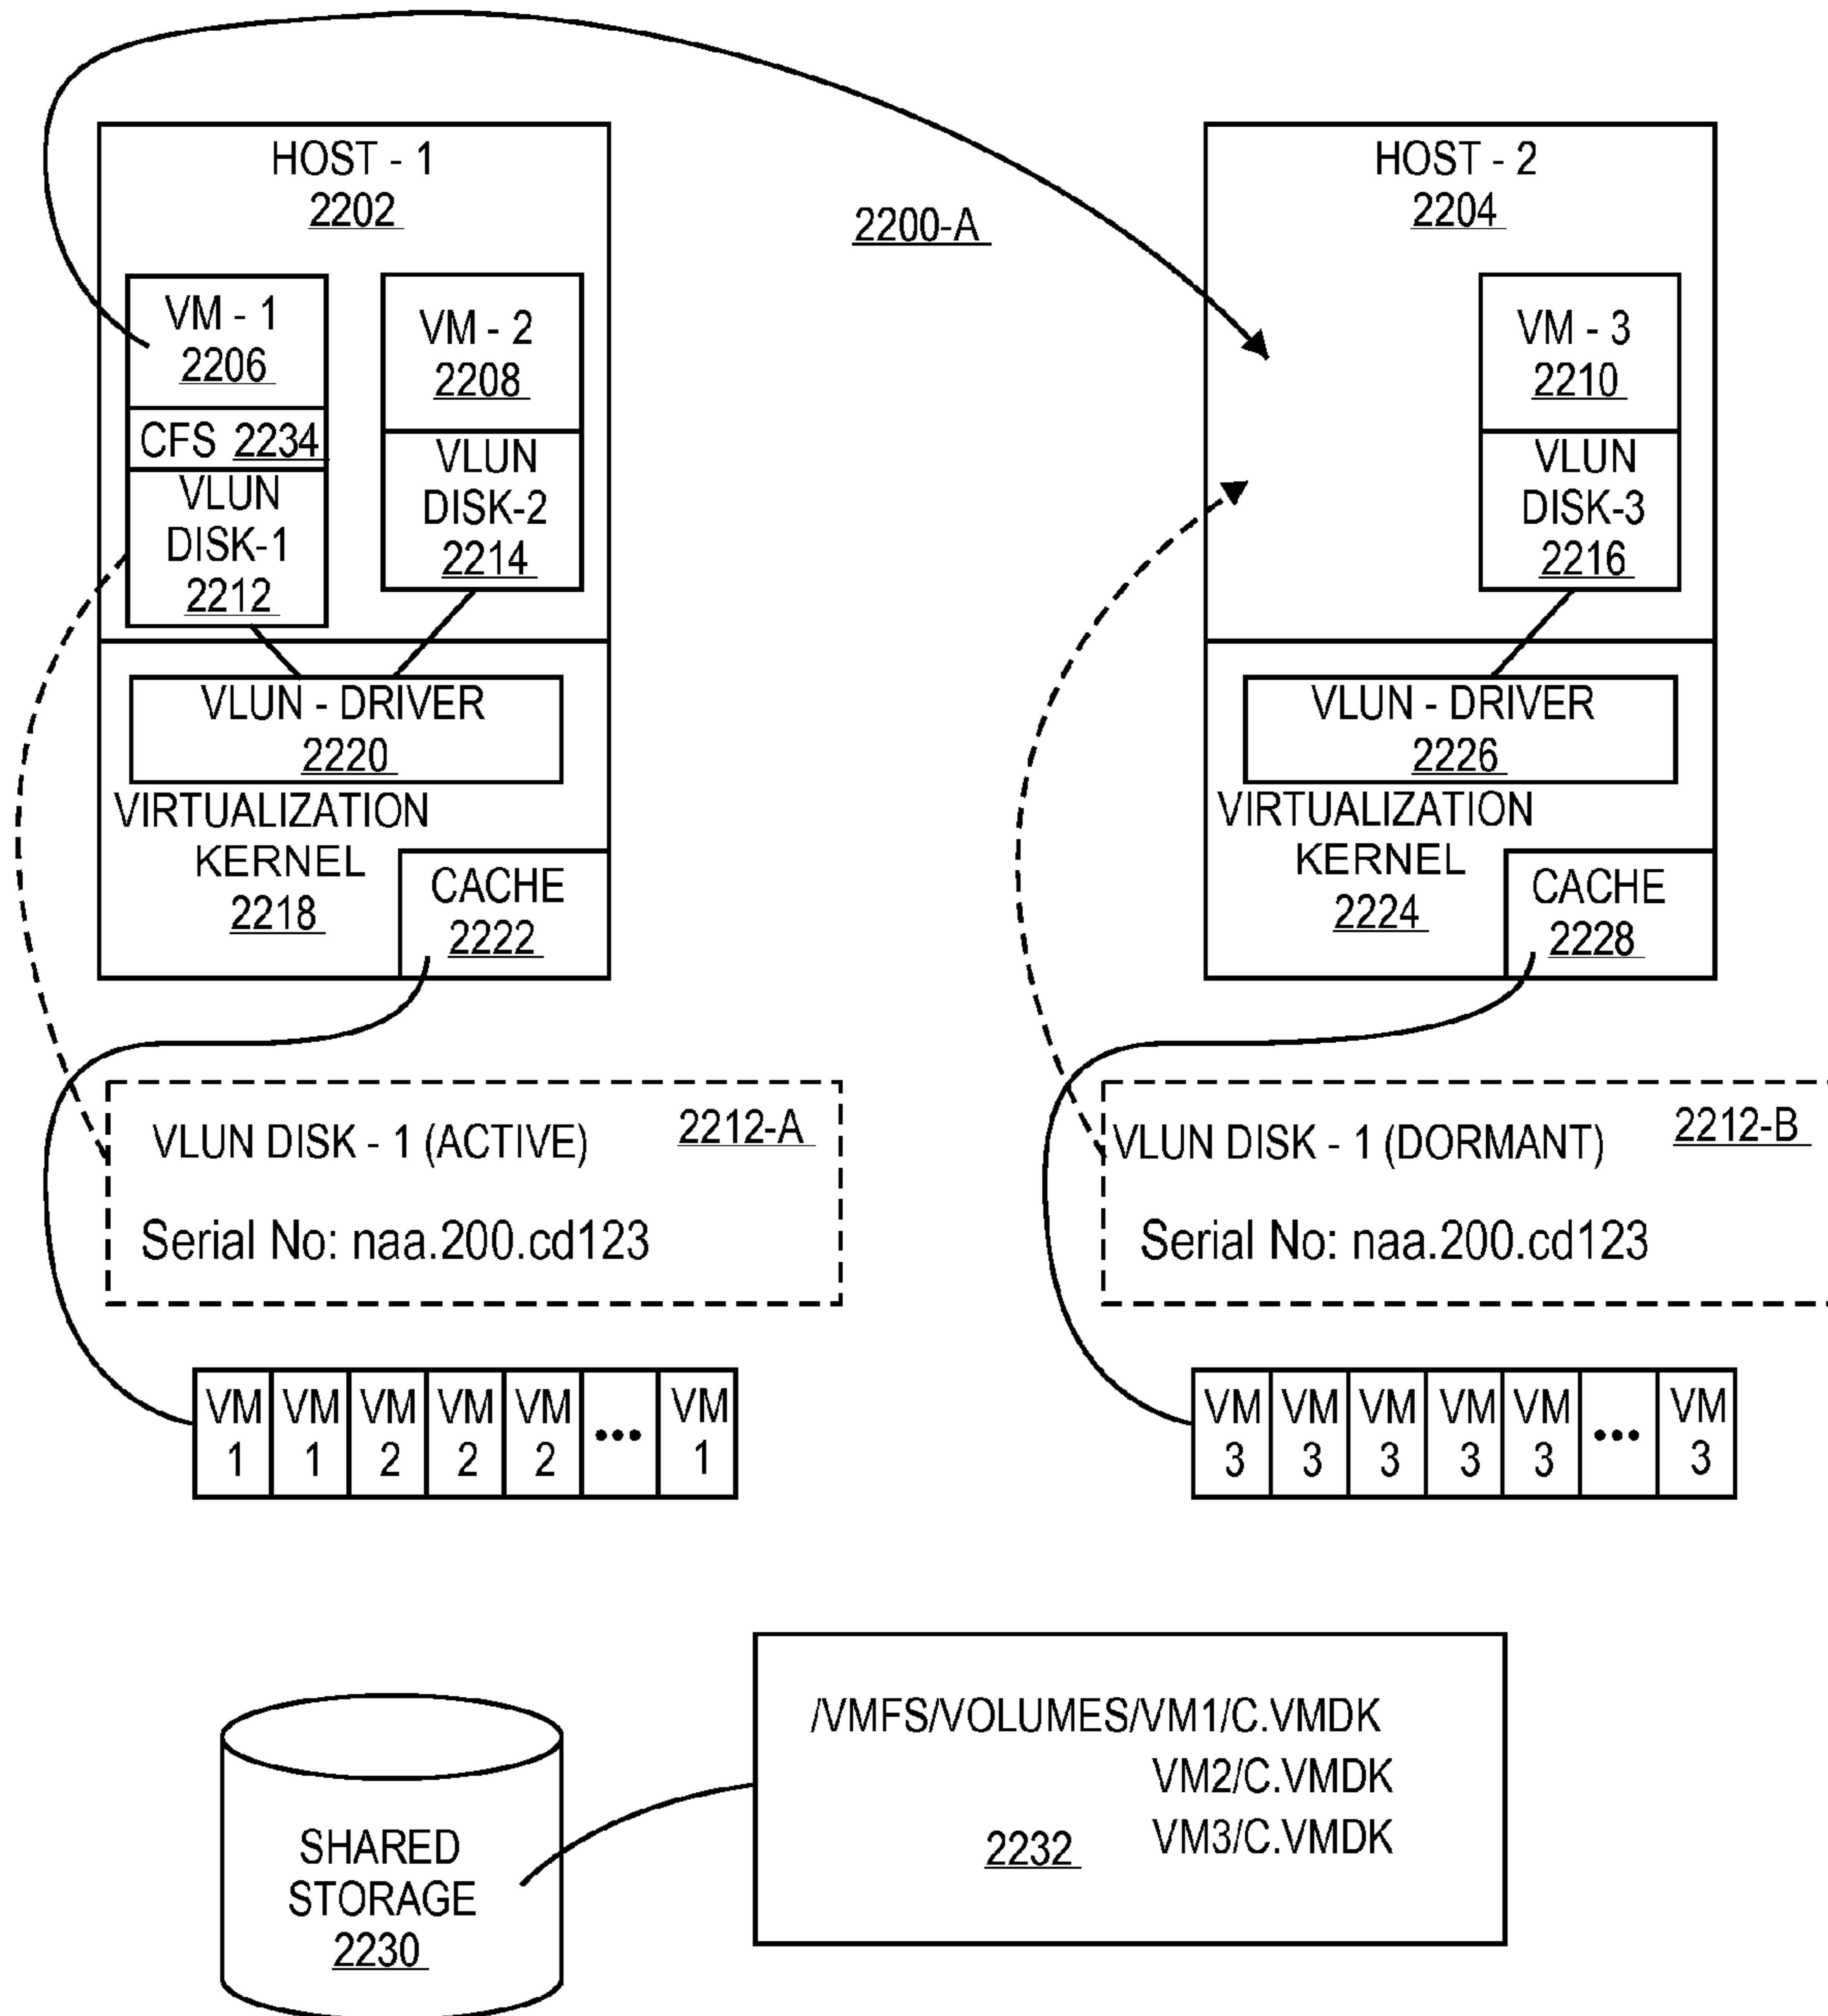 HOST - 1
2202
VM - 1
2206
CFS 2234
VLUN
DISK-1
2212
VM - 2
2208
VLUN
DISK-2
2214
VLUN - DRIVER
2220
VIRTUALIZATION
KERNEL
2218
CACHE
2222
2200-A
HOST - 2
2204
VM - 3
2210
VLUN
DISK-3
2216
VLUN - DRIVER
2226
VIRTUALIZATION
KERNEL
2224
CACHE
2228
VLUN DISK - 1 (ACTIVE) 2212-A
Serial No: naa.200.cd123
VLUN DISK - 1 (DORMANT) 2212-B
Serial No: naa.200.cd123
VM VM VM VM VM ••• VM
1 1 2 2 2 1
VM VM VM VM VM ••• VM
3 3 3 3 3 3
SHARED
STORAGE
2230
/VMFS/VOLUMES/VM1/C.VMDK
VM2/C.VMDK
VM3/C.VMDK
2232